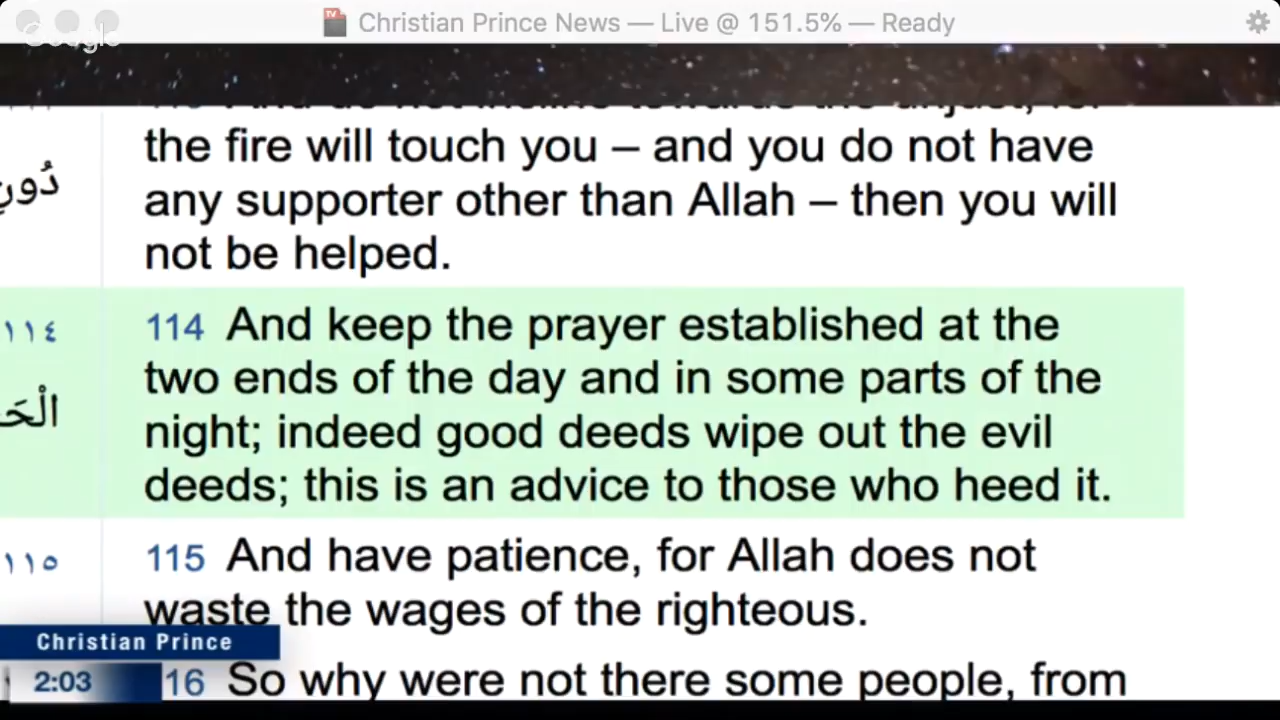 Christian Prince News — Live @ 151.5% — Ready
Google
the fire will touch you – and you do not have
دُونِ
any supporter other than Allah – then you will
not be helped.
١١٤
114 And keep the prayer established at the
two ends of the day and in some parts of the
night; indeed good deeds wipe out the evil
deeds; this is an advice to those who heed it.
١١٥
115 And have patience, for Allah does not
waste the wages of the righteous.
Christian Prince
2:03
16 So why were not there some people, from